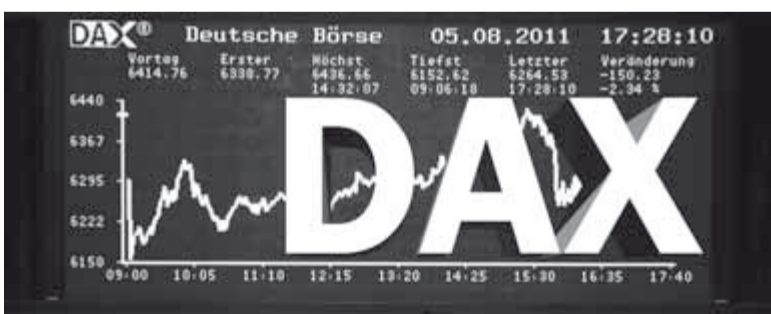 DAX® Deutsche Börse 05.08.2011 17:28:10
Vortag Erster Höchst Tiefst Letzter Veränderung
6414.76 6338.77 6436.66 6152.62 6264.53 -150.23
14:32:07 09:06:18 17:28:10 -2.34 %
6440
6367
6295
6222
6150
DAX
09:00 10:05 11:10 12:15 13:20 14:25 15:30 16:35 17:40